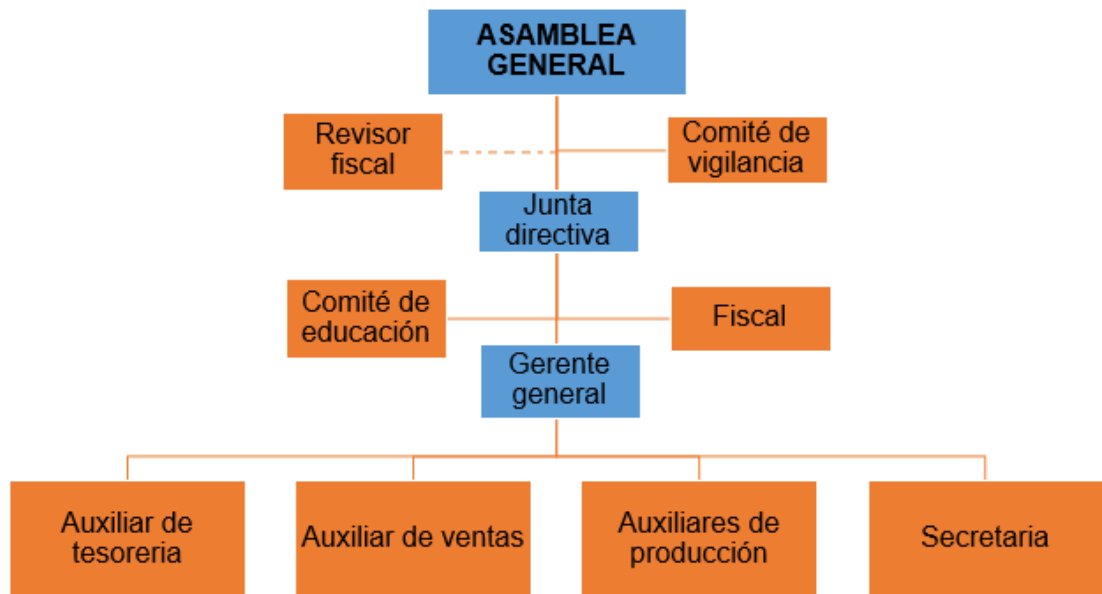 ASAMBLEA
GENERAL
Revisor
fiscal
Comité de
vigilancia
Junta
directiva
Comité de
educación
Fiscal
Gerente
general
Auxiliar de
tesoreria
Auxiliar de ventas
Auxiliares de
producción
Secretaria